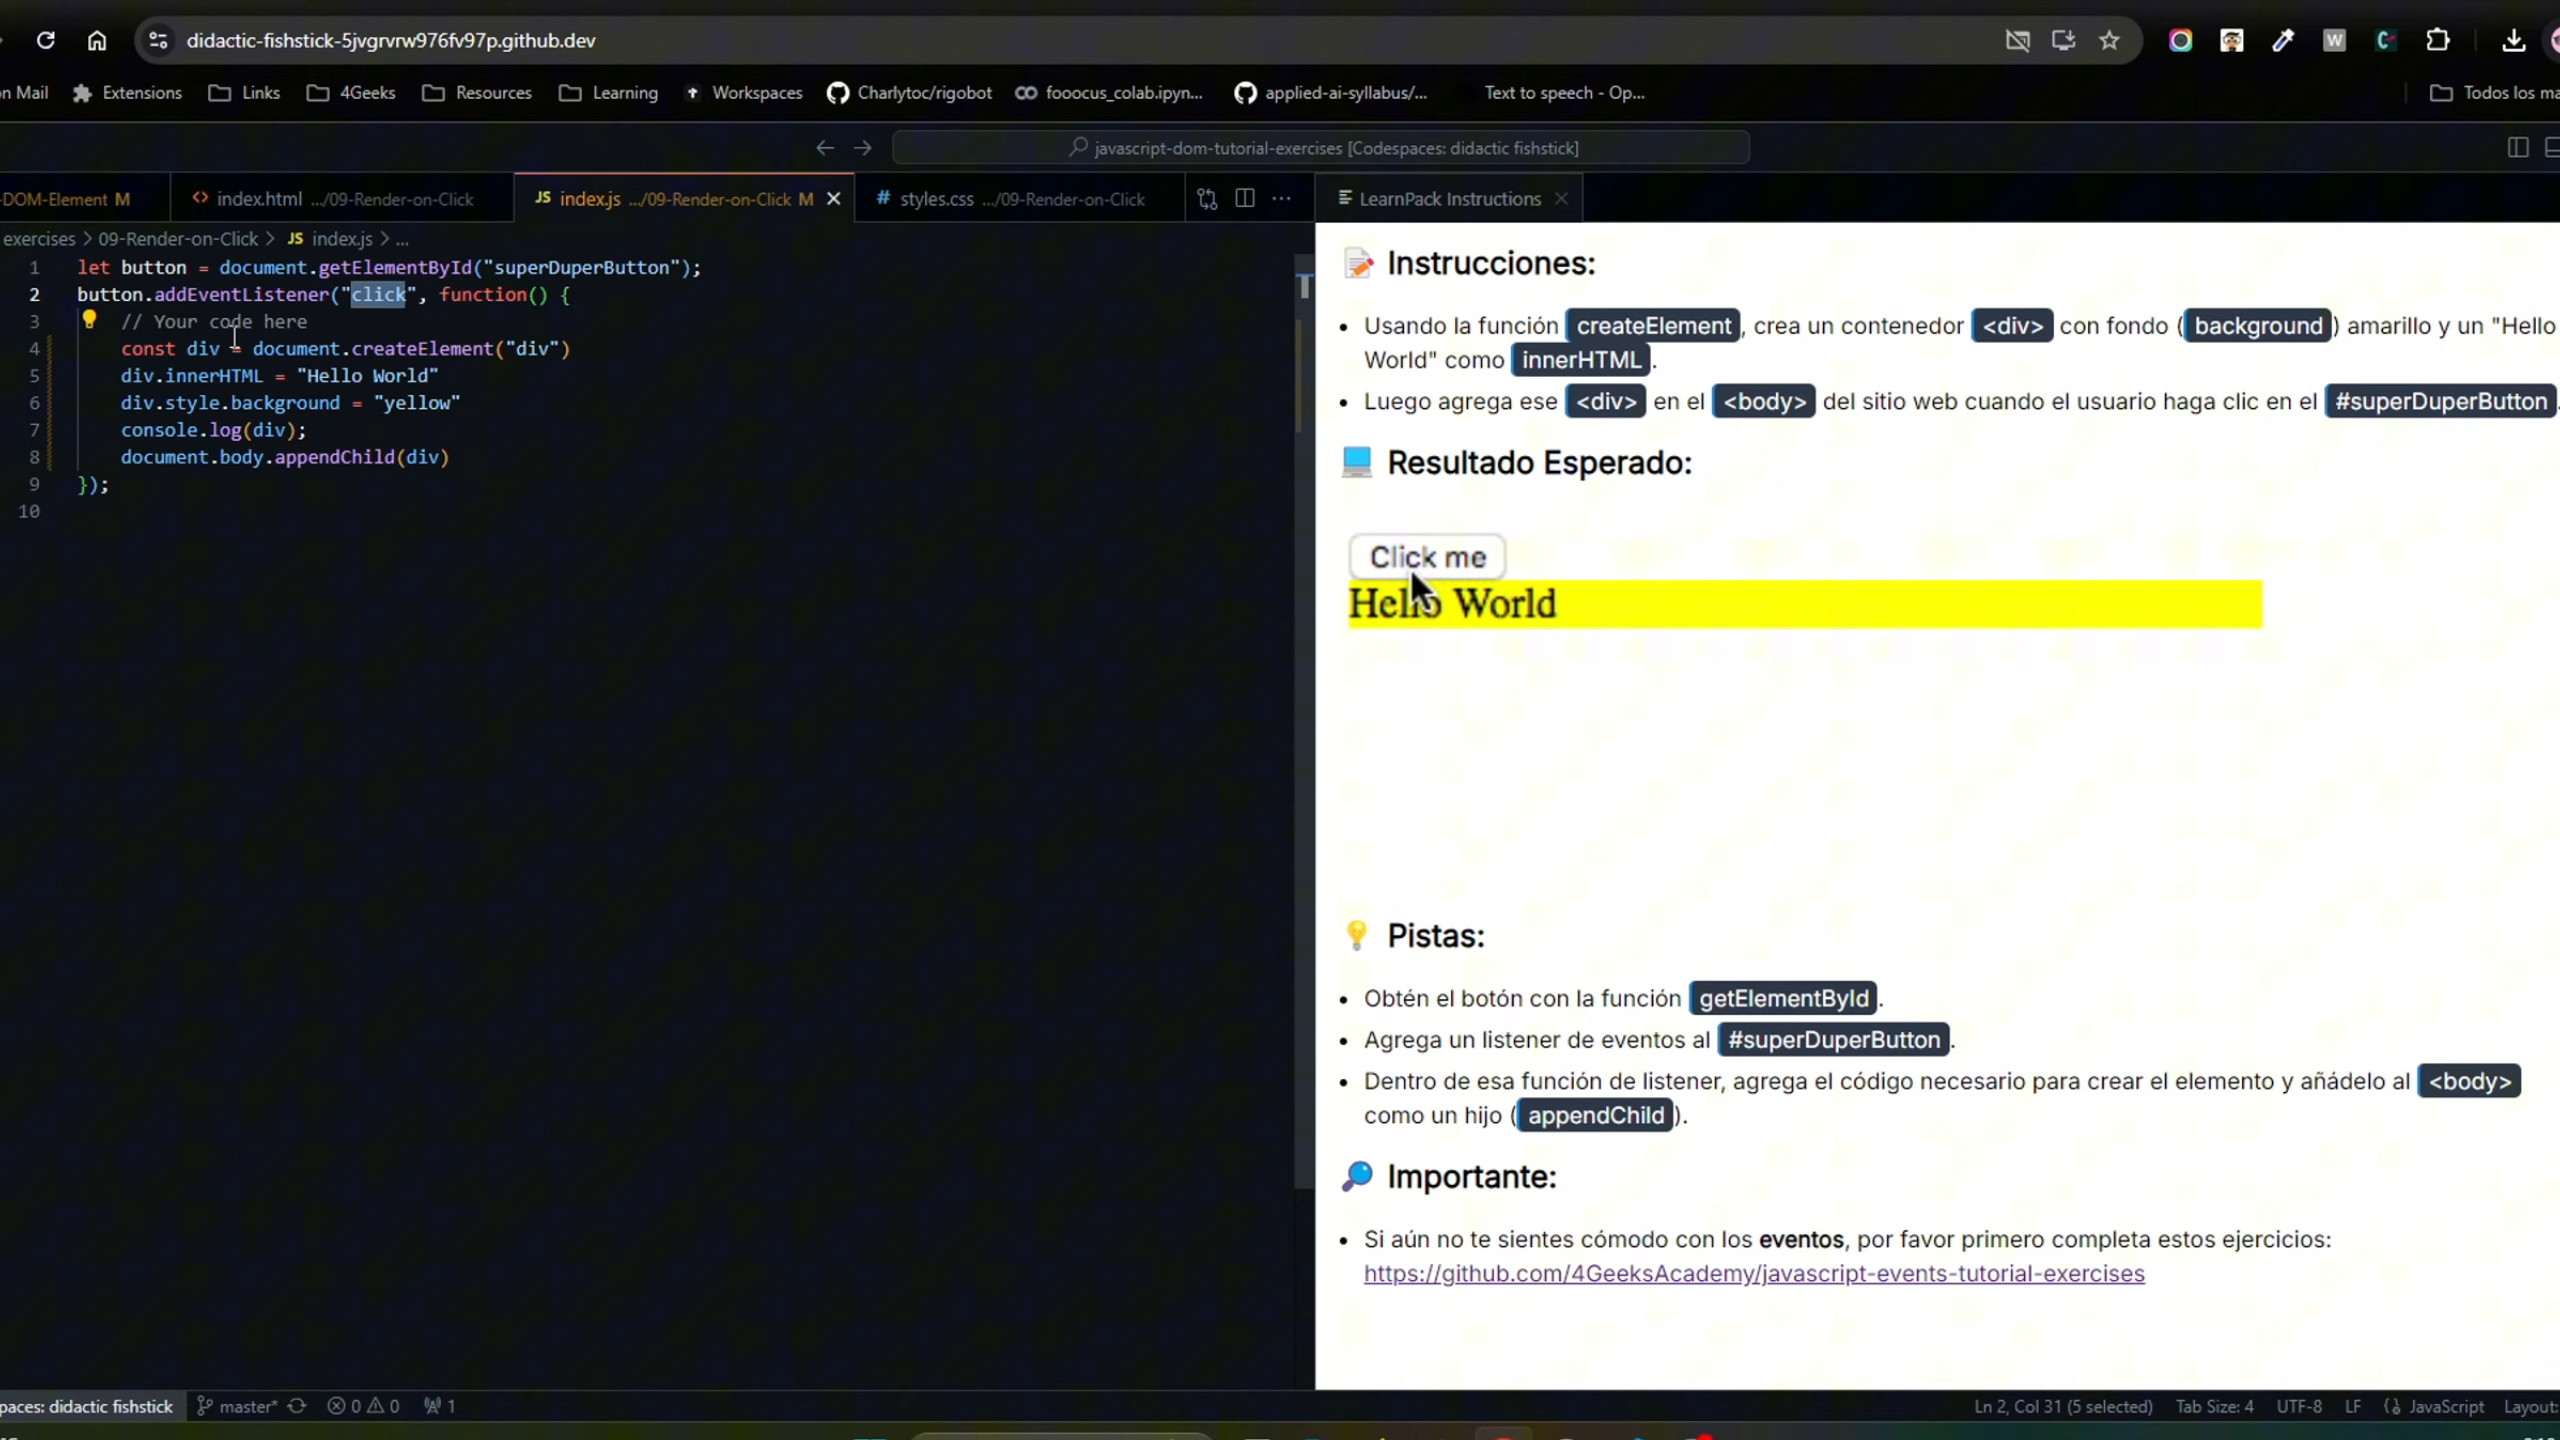 didactic-fishstick-5jvgrvrw976fv97p.github.dev
n Mail Extensions Links 4Geeks Resources Learning Workspaces Charlytoc/rigobot fooocus_colab.ipyn... applied-ai-syllabus/... Text to speech - Op... Todos los ma
javascript-dom-tutorial-exercises [Codespaces: didactic fishstick]
-DOM-Element M index.html .../09-Render-on-Click JS index.js .../09-Render-on-Click M # styles.css .../09-Render-on-Click LearnPack Instructions
exercises > 09-Render-on-Click > JS index.js > ...
1 let button = document.getElementById("superDuperButton");
2 button.addEventListener("click", function() {
3 // Your code here
4 const div = document.createElement("div")
5 div.innerHTML = "Hello World"
6 div.style.background = "yellow"
7 console.log(div);
8 document.body.appendChild(div)
9 });
10
Instrucciones:
• Usando la función createElement, crea un contenedor <div> con fondo (background) amarillo y un "Hello
World" como innerHTML.
• Luego agrega ese <div> en el <body> del sitio web cuando el usuario haga clic en el #superDuperButton.
Resultado Esperado:
Click me
Hello World
Pistas:
• Obtén el botón con la función getElementById.
• Agrega un listener de eventos al #superDuperButton.
• Dentro de esa función de listener, agrega el código necesario para crear el elemento y añádelo al <body>
como un hijo (appendChild).
Importante:
• Si aún no te sientes cómodo con los eventos, por favor primero completa estos ejercicios:
https://github.com/4GeeksAcademy/javascript-events-tutorial-exercises
paces: didactic fishstick master* 0 0 1 Ln 2, Col 31 (5 selected) Tab Size: 4 UTF-8 LF JavaScript Layout: